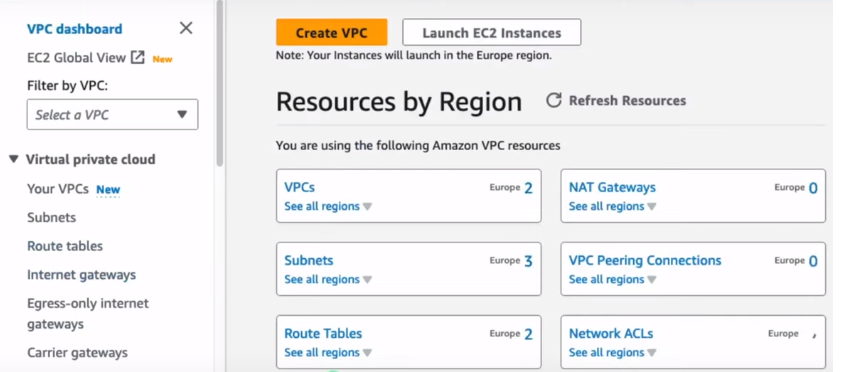 VPC dashboard
EC2 Global View New
Filter by VPC:
Select a VPC
Virtual private cloud
Your VPCs New
Subnets
Route tables
Internet gateways
Egress-only internet
gateways
Carrier gateways
Create VPC
Launch EC2 Instances
Note: Your Instances will launch in the Europe region.
Resources by Region
Refresh Resources
You are using the following Amazon VPC resources
VPCs Europe 2
See all regions
NAT Gateways Europe 0
See all regions
Subnets Europe 3
See all regions
VPC Peering Connections Europe 0
See all regions
Route Tables Europe 2
See all regions
Network ACLs Europe
See all regions